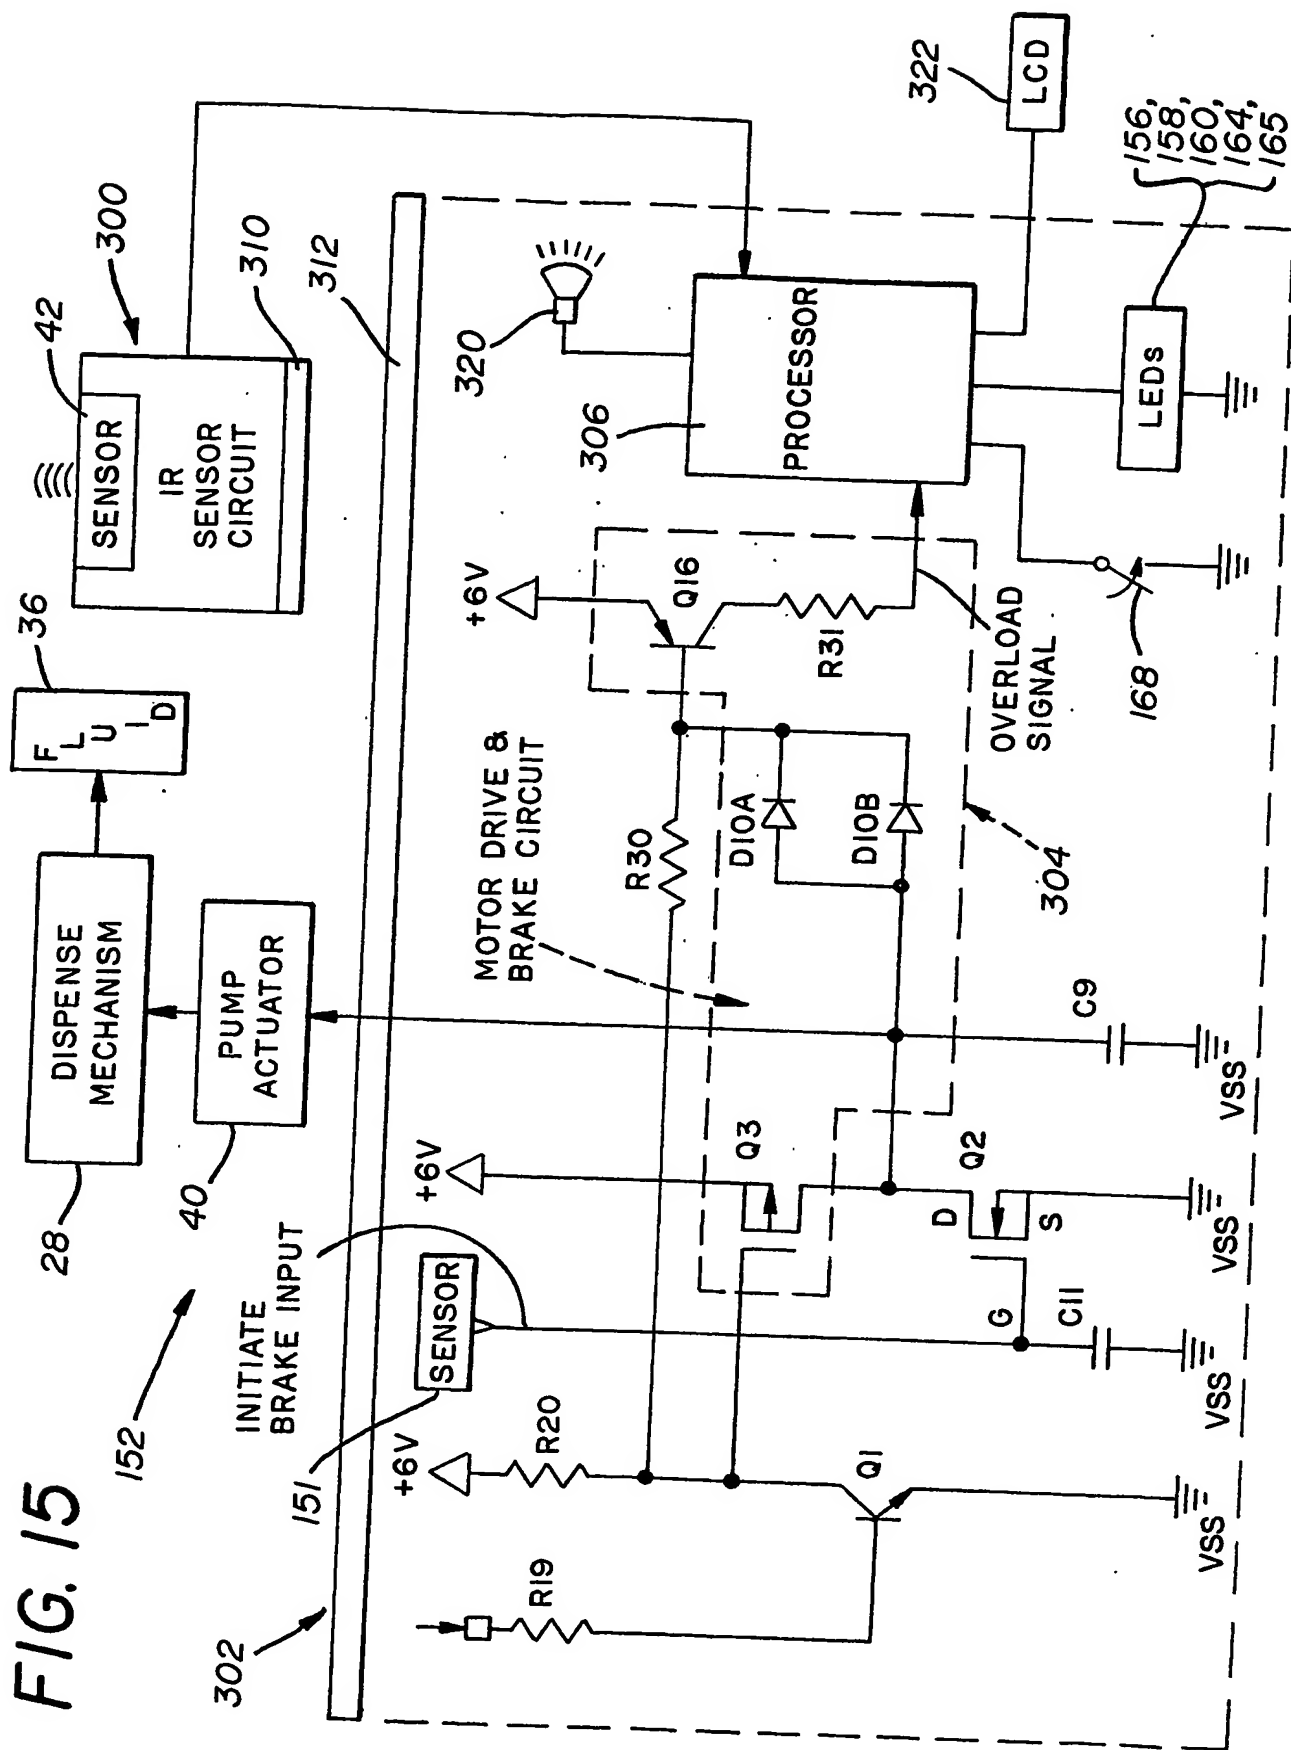 FIG. 15
152
302
28
40
36
42
300
310
312
DISPENSE
MECHANISM
FLUID
PUMP
ACTUATOR
SENSOR
IR
SENSOR
CIRCUIT
151
INITIATE
BRAKE INPUT
SENSOR
+6V
+6V
+6V
R19
R20
Q1
VSS
G
C11
VSS
Q3
D
Q2
S
VSS
C9
VSS
MOTOR DRIVE &
BRAKE CIRCUIT
R30
D10A
D10B
304
Q16
R31
OVERLOAD
SIGNAL
168
306
PROCESSOR
320
322
LCD
LEDs
156,
158,
160,
164,
165